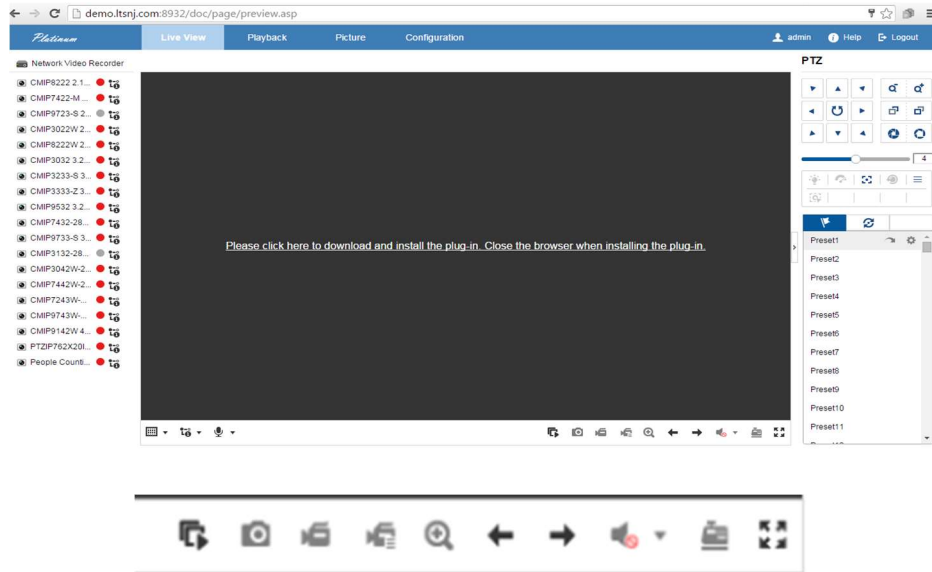 demo.ltsnj.com:8932/doc/page/preview.asp
Platinum
Live View
Playback
Picture
Configuration
admin
Help
Logout
Network Video Recorder
CMIP8222 2.1...
CMIP7422-M ...
CMIP9723-S 2...
CMIP3022W 2...
CMIP8222W 2...
CMIP3032 3.2...
CMIP3233-S 3...
CMIP3333-Z 3...
CMIP9532 3.2...
CMIP7432-28...
CMIP9733-S 3...
CMIP3132-28...
CMIP3042W-2...
CMIP7442W-2...
CMIP7243W-...
CMIP9743W-...
CMIP9142W 4...
PTZIP762X20I...
People Counti...
Please click here to download and install the plug-in. Close the browser when installing the plug-in.
PTZ
4
Preset1
Preset2
Preset3
Preset4
Preset5
Preset6
Preset7
Preset8
Preset9
Preset10
Preset11